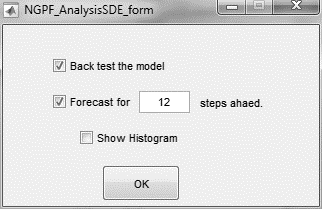 NGPF_AnalysisSDE_form
Back test the model
Forecast for 12 steps ahaed.
Show Histogram
OK